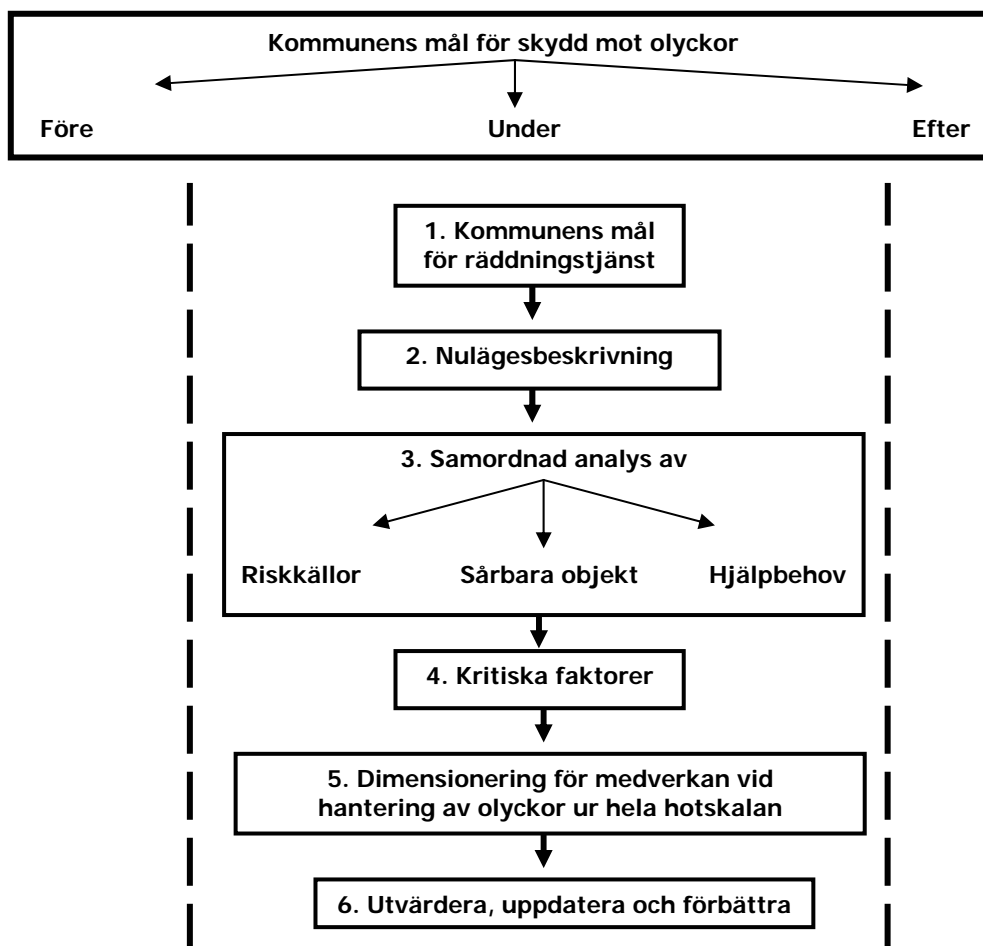 Kommunens mål för skydd mot olyckor
Före Under Efter
1. Kommunens mål
för räddningstjänst
2. Nulägesbeskrivning
3. Samordnad analys av
Riskkällor Sårbara objekt Hjälpbehov
4. Kritiska faktorer
5. Dimensionering för medverkan vid
hantering av olyckor ur hela hotskalan
6. Utvärdera, uppdatera och förbättra